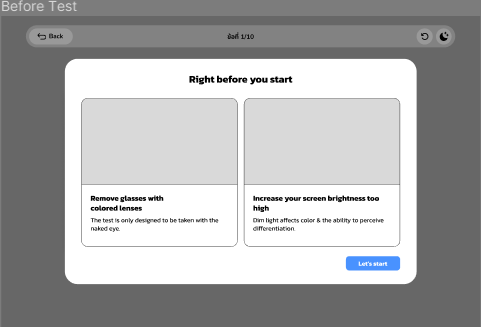 Before Test
Back
ข้อที่ 1/10
Right before you start
Remove glasses with
colored lenses
The test is only designed to be taken with the
naked eye.
Increase your screen brightness too
high
Dim light affects color & the ability to perceive
differentiation.
Let's start